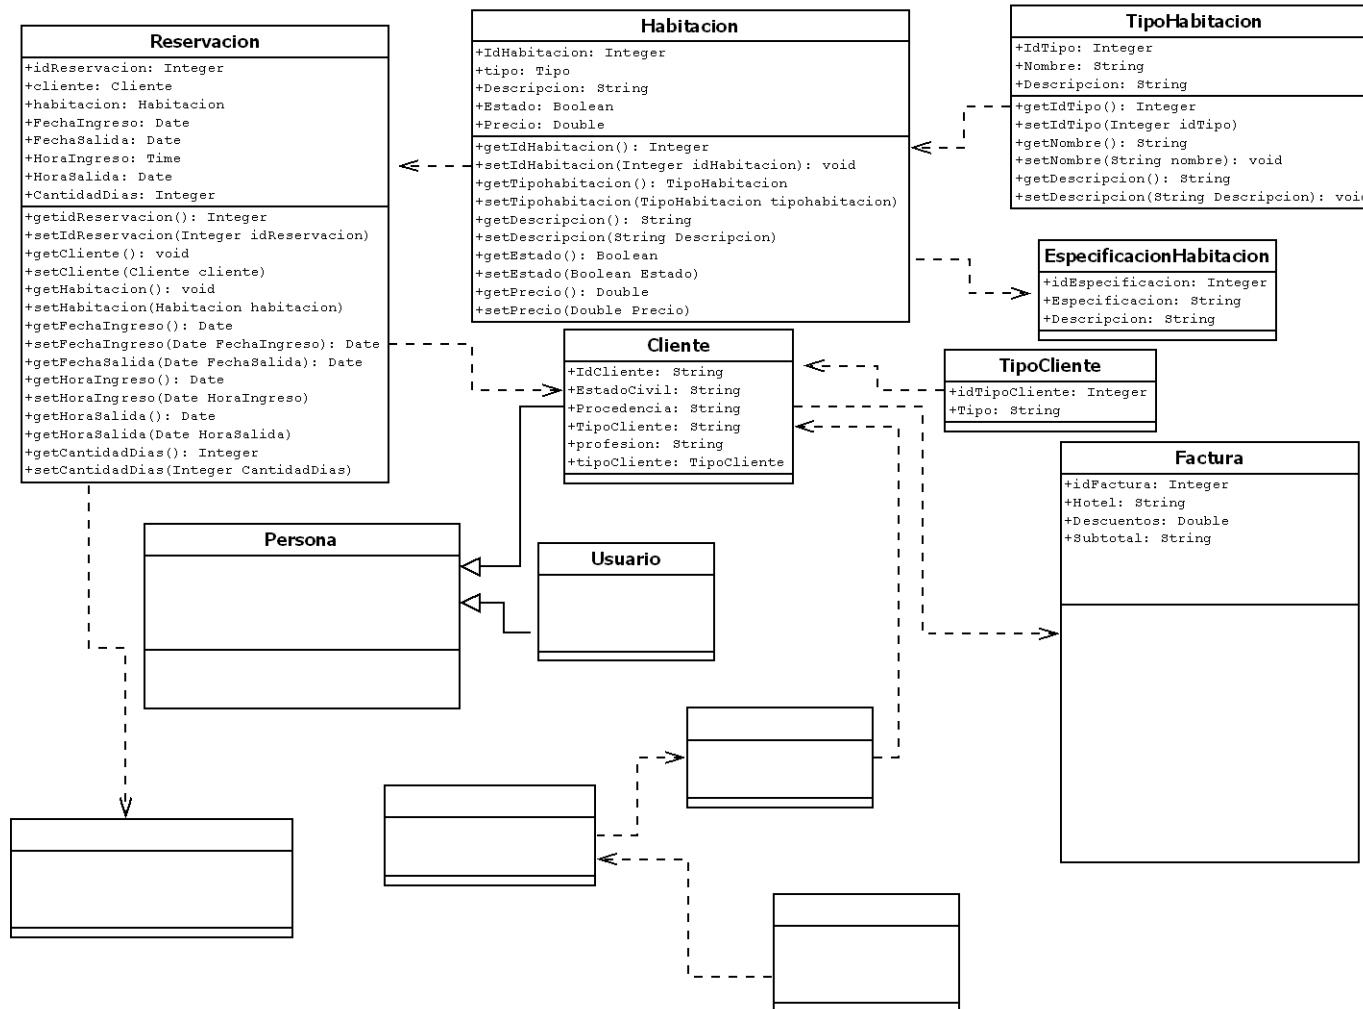 Reservacion
+idReservacion: Integer
+cliente: Cliente
+habitacion: Habitacion
+FechaIngreso: Date
+FechaSalida: Date
+HoraIngreso: Time
+HoraSalida: Date
+CantidadDias: Integer
+getidReservacion(): Integer
+setIdReservacion(Integer idReservacion)
+getCliente(): void
+setCliente(Cliente cliente)
+getHabitacion(): void
+setHabitacion(Habitacion habitacion)
+getFechaIngreso(): Date
+setFechaIngreso(Date FechaIngreso): Date
+getFechaSalida(Date FechaSalida): Date
+getHoraIngreso(): Date
+setHoraIngreso(Date HoraIngreso)
+getHoraSalida(): Date
+getHoraSalida(Date HoraSalida)
+getCantidadDias(): Integer
+setCantidadDias(Integer CantidadDias)
Habitacion
+IdHabitacion: Integer
+tipo: Tipo
+Descripcion: String
+Estado: Boolean
+Precio: Double
+getIdHabitacion(): Integer
+setIdHabitacion(Integer idHabitacion): void
+getTipohabitacion(): TipoHabitacion
+setTipohabitacion(TipoHabitacion tipohabitacion)
+getDescripcion(): String
+setDescripcion(String Descripcion)
+getEstado(): Boolean
+setEstado(Boolean Estado)
+getPrecio(): Double
+setPrecio(Double Precio)
TipoHabitacion
+IdTipo: Integer
+Nombre: String
+Descripcion: String
+getIdTipo(): Integer
+setIdTipo(Integer idTipo)
+getNombre(): String
+setNombre(String nombre): void
+getDescripcion(): String
+setDescripcion(String Descripcion): void
EspecificacionHabitacion
+idEspecificacion: Integer
+Especificacion: String
+Descripcion: String
Cliente
+IdCliente: String
+EstadoCivil: String
+Procedencia: String
+TipoCliente: String
+profesion: String
+tipoCliente: TipoCliente
TipoCliente
+idTipoCliente: Integer
+Tipo: String
Factura
+idFactura: Integer
+Hotel: String
+Descuentos: Double
+Subtotal: String
Persona
Usuario